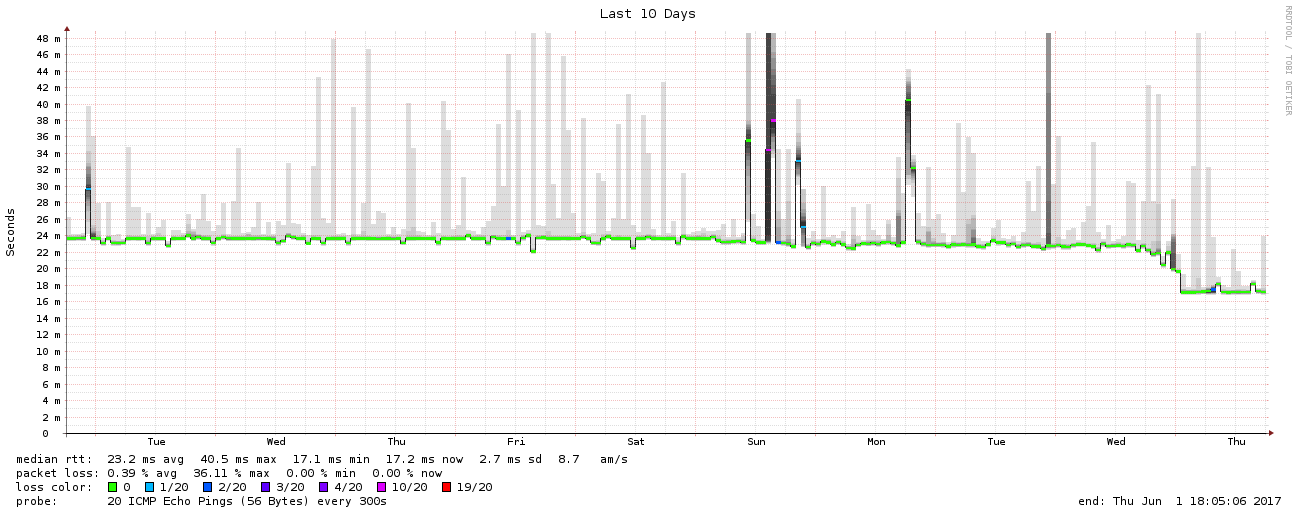 Last 10 Days
RRDTOOL / TOBI OETIKER
Seconds
48 m
46 m
44 m
42 m
40 m
38 m
36 m
34 m
32 m
30 m
28 m
26 m
24 m
22 m
20 m
18 m
16 m
14 m
12 m
10 m
8 m
6 m
4 m
2 m
0
Tue Wed Thu Fri Sat Sun Mon Tue Wed Thu
median rtt: 23.2 ms avg 40.5 ms max 17.1 ms min 17.2 ms now 2.7 ms sd 8.7 am/s
packet loss: 0.39 % avg 36.11 % max 0.00 % min 0.00 % now
loss color: 0 1/20 2/20 3/20 4/20 10/20 19/20
probe: 20 ICMP Echo Pings (56 Bytes) every 300s end: Thu Jun 1 18:05:06 2017